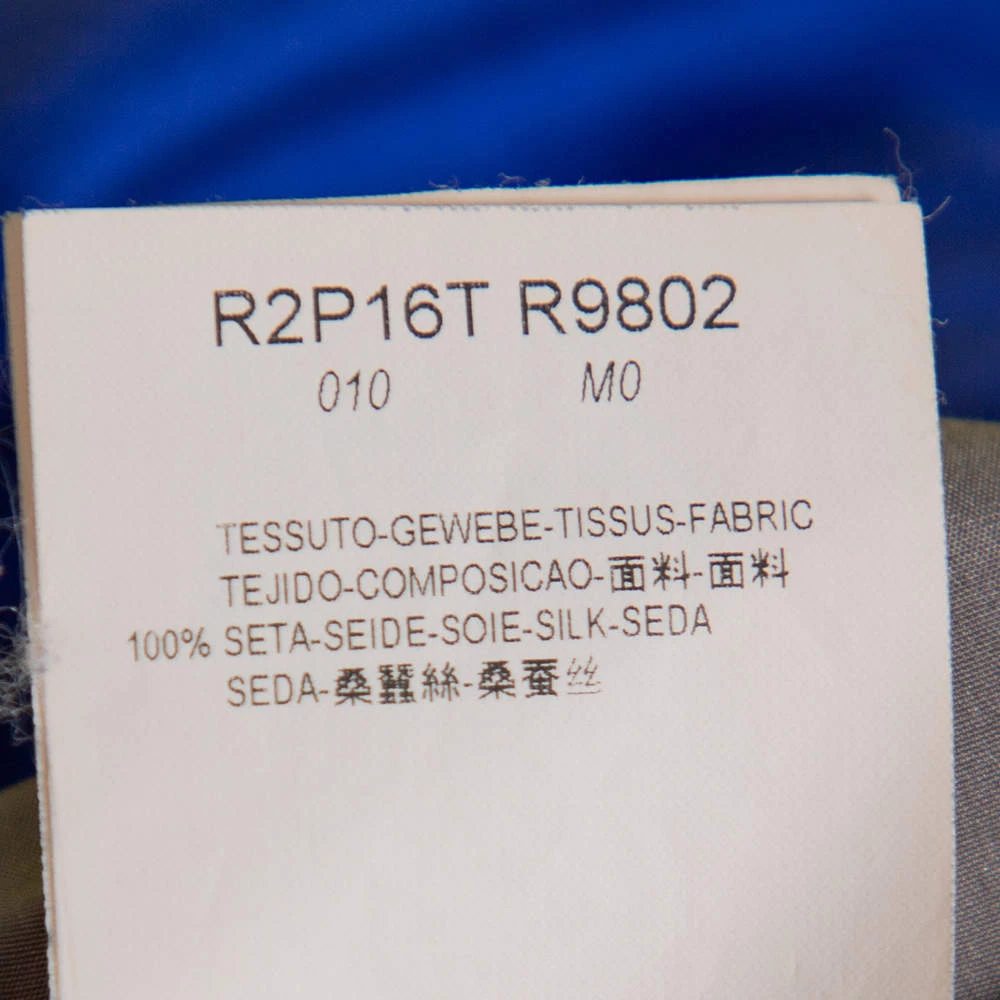 R2P16T R9802
010 M0
TESSUTO-GEWEBE-TISSUS-FABRIC
TEJIDO-COMPOSICAO-面料-面料
100% SETA-SEIDE-SOIE-SILK-SEDA
SEDA-桑蠶絲-桑蚕丝